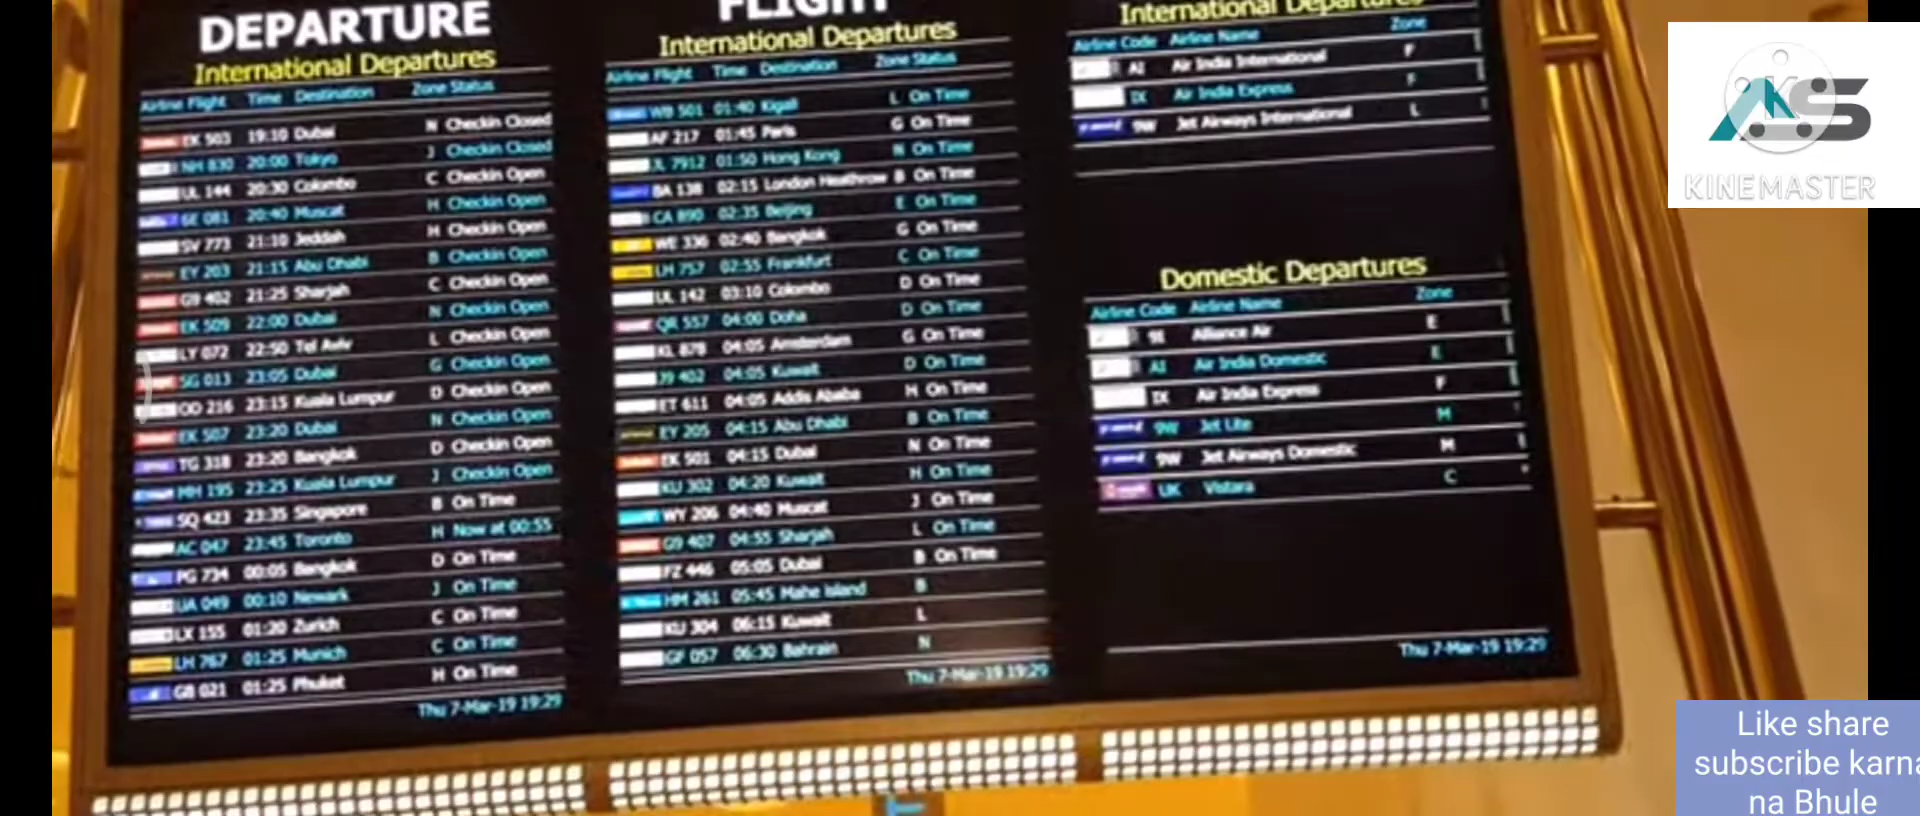 DEPARTURE
International Departures
Airline Flight Time Destination Zone Status
EK 503 19:10 Dubai N Checkin Closed
NH 830 20:00 Tokyo J Checkin Closed
UL 144 20:30 Colombo C Checkin Open
6E 081 20:40 Muscat H Checkin Open
SV 773 21:10 Jeddah H Checkin Open
EY 203 21:15 Abu Dhabi B Checkin Open
G9 402 21:25 Sharjah C Checkin Open
EK 509 22:00 Dubai N Checkin Open
LY 072 22:50 Tel Aviv L Checkin Open
SG 013 23:05 Dubai G Checkin Open
OD 216 23:15 Kuala Lumpur D Checkin Open
EK 507 23:20 Dubai N Checkin Open
TG 318 23:20 Bangkok D Checkin Open
MH 195 23:25 Kuala Lumpur J Checkin Open
SQ 423 23:35 Singapore B On Time
AC 047 23:45 Toronto H Now at 00:55
PG 734 00:05 Bangkok D On Time
UA 049 00:10 Newark J On Time
LX 155 01:20 Zurich C On Time
LH 767 01:25 Munich C On Time
G8 021 01:25 Phuket H On Time
Thu 7-Mar-19 19:29
FLIGHT
International Departures
Airline Flight Time Destination Zone Status
WB 501 01:40 Kigali L On Time
AF 217 01:45 Paris G On Time
JL 7912 01:50 Hong Kong N On Time
BA 138 02:15 London Heathrow B On Time
CA 890 02:35 Beijing E On Time
WE 336 02:40 Bangkok G On Time
LH 757 02:55 Frankfurt C On Time
UL 142 03:10 Colombo D On Time
QR 557 04:00 Doha D On Time
KL 878 04:05 Amsterdam G On Time
J9 402 04:05 Kuwait D On Time
ET 611 04:05 Addis Ababa H On Time
EY 205 04:15 Abu Dhabi B On Time
EK 501 04:15 Dubai N On Time
KU 302 04:20 Kuwait H On Time
WY 206 04:40 Muscat J On Time
G9 407 04:55 Sharjah L On Time
FZ 446 05:05 Dubai B On Time
HM 261 05:45 Mahe Island B
KU 304 06:15 Kuwait L
GF 057 06:30 Bahrain N
Thu 7-Mar-19 19:29
International Departures
Airline Code Airline Name Zone
AI Air India International F
IX Air India Express F
9W Jet Airways International L
Domestic Departures
Airline Code Airline Name Zone
9I Alliance Air E
AI Air India Domestic E
IX Air India Express F
9W Jet Lite M
9W Jet Airways Domestic M
UK Vistara C
Thu 7-Mar-19 19:29
AS
K
KINEMASTER
Like share
subscribe karna
na Bhule